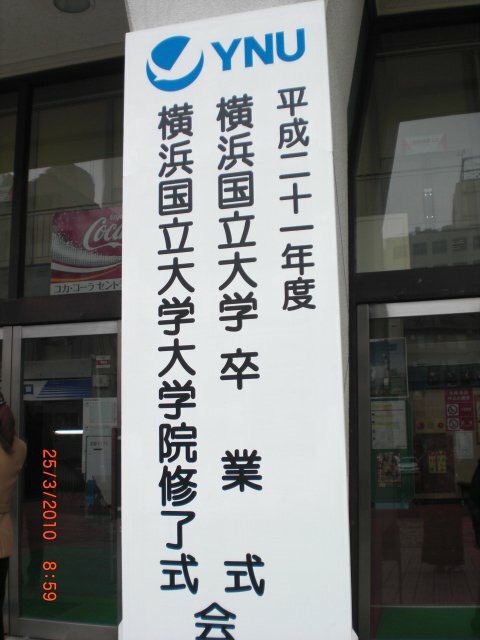 YNU
平成二十一年度
横浜国立大学 卒業式
横浜国立大学大学院修了式
会
Coca
コカ・コーラセント
25/3/2010 8:59